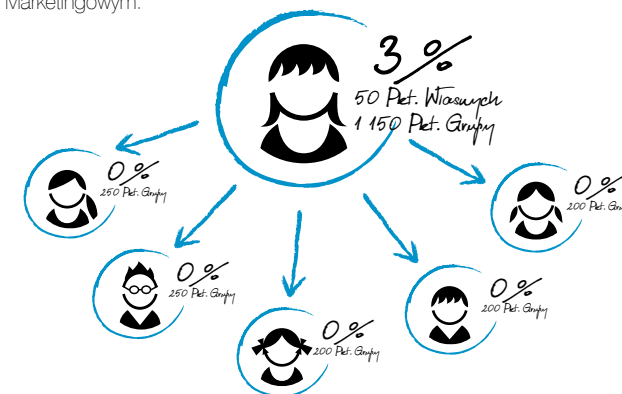 Marketingowym.
3 %
50 Pkt. Własnych
1 150 Pkt. Grupy
0 %
250 Pkt. Grupy
0 %
250 Pkt. Grupy
0 %
200 Pkt. Grupy
0 %
200 Pkt. Grupy
0 %
200 Pkt.